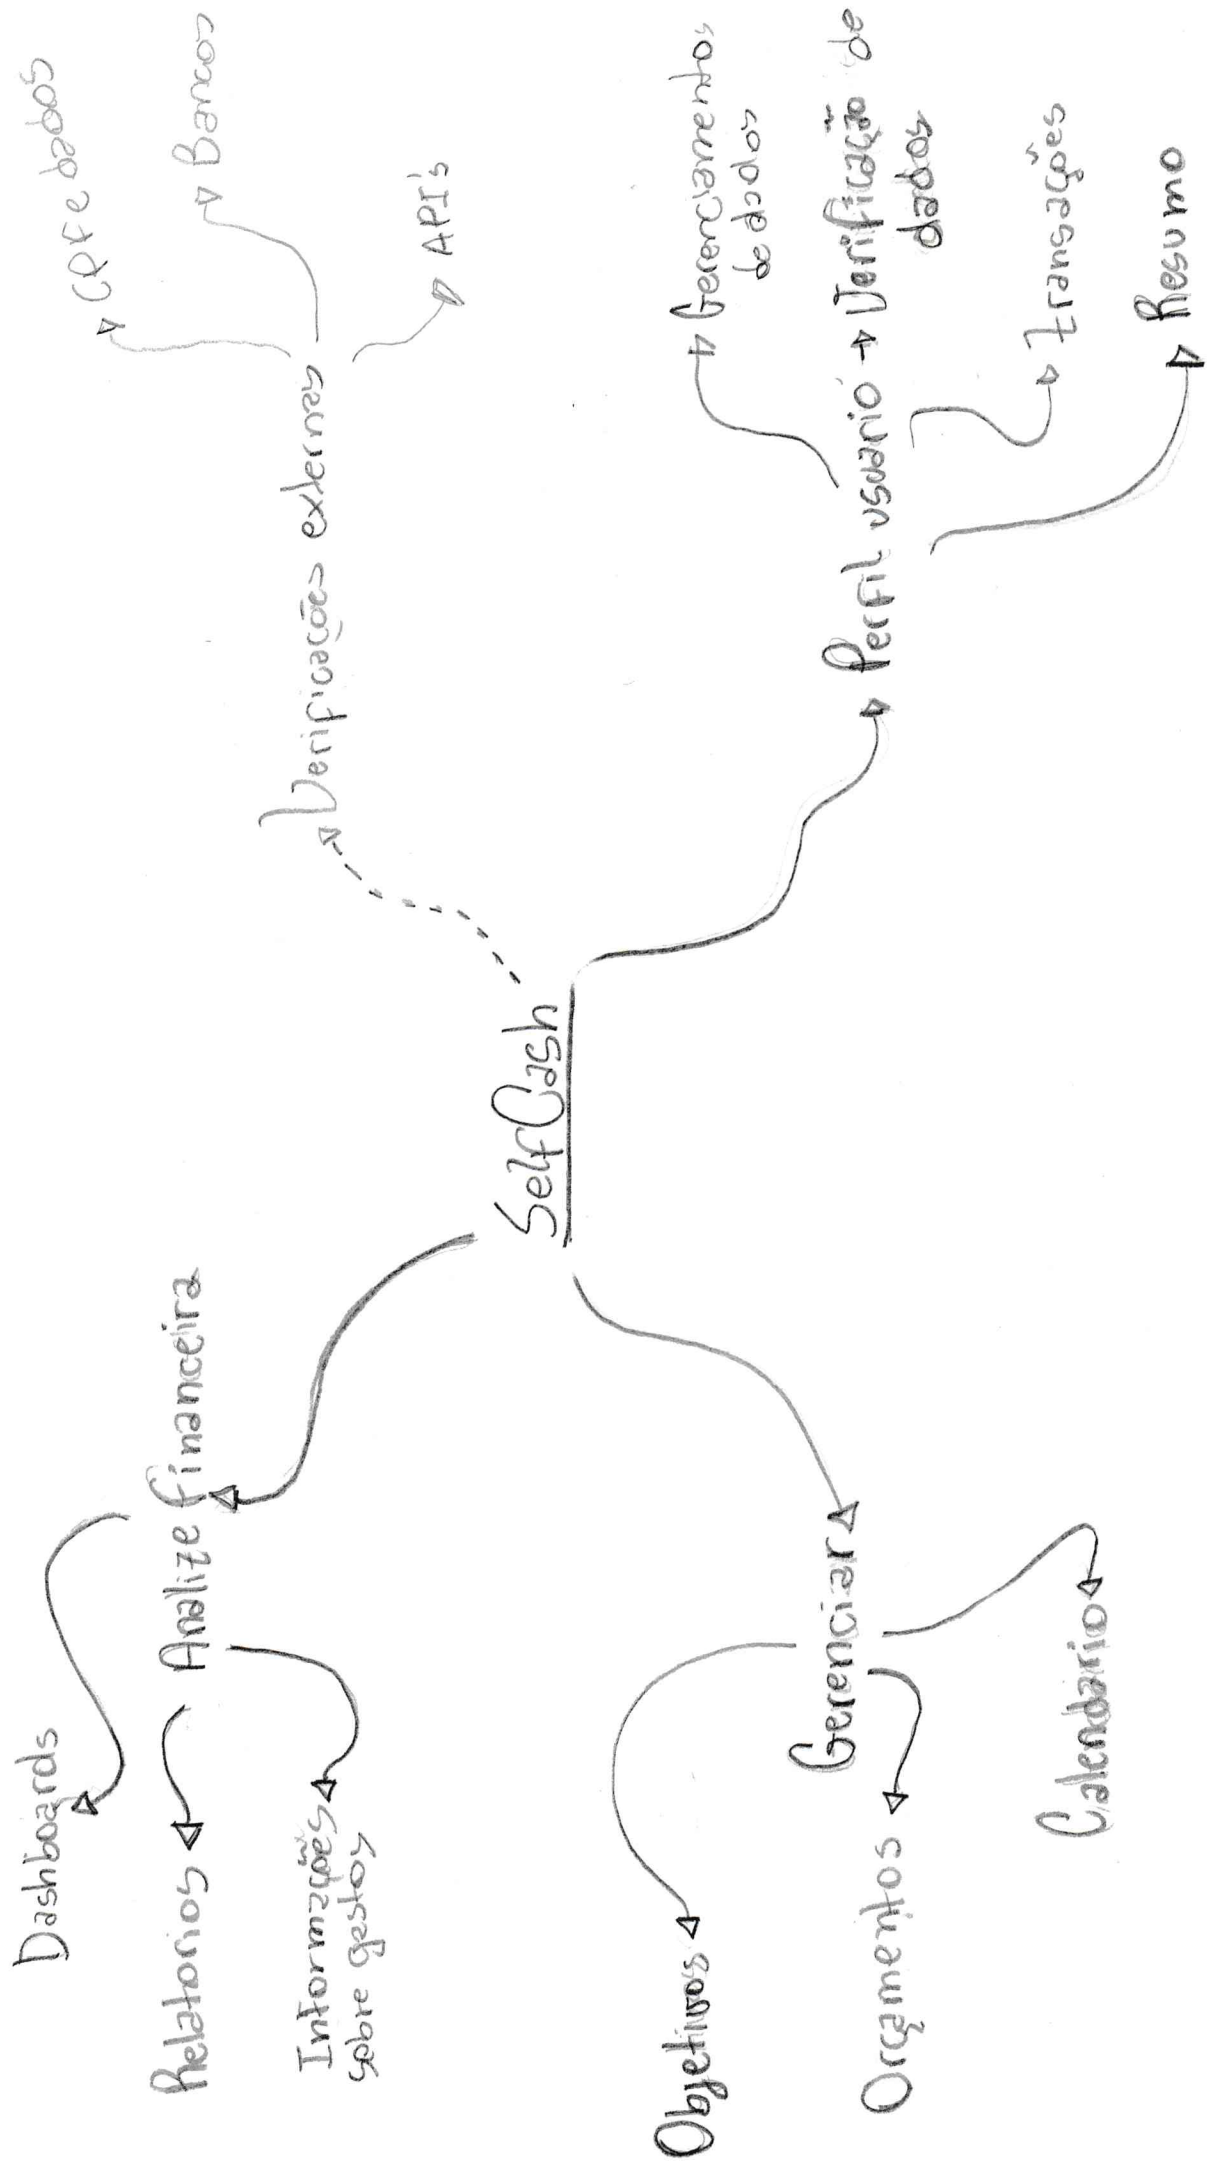 Dashboards
Relatorios
Informações
sobre gastos
Analize financeira
SelfCash
Verificações externas
CPF e dados
Bancos
API's
Objetivos
Orçamentos
Calendario
Gerenciar
Perfil usuario
Gerenciamentos
de dados
Verificação de
dados
transações
Resumo